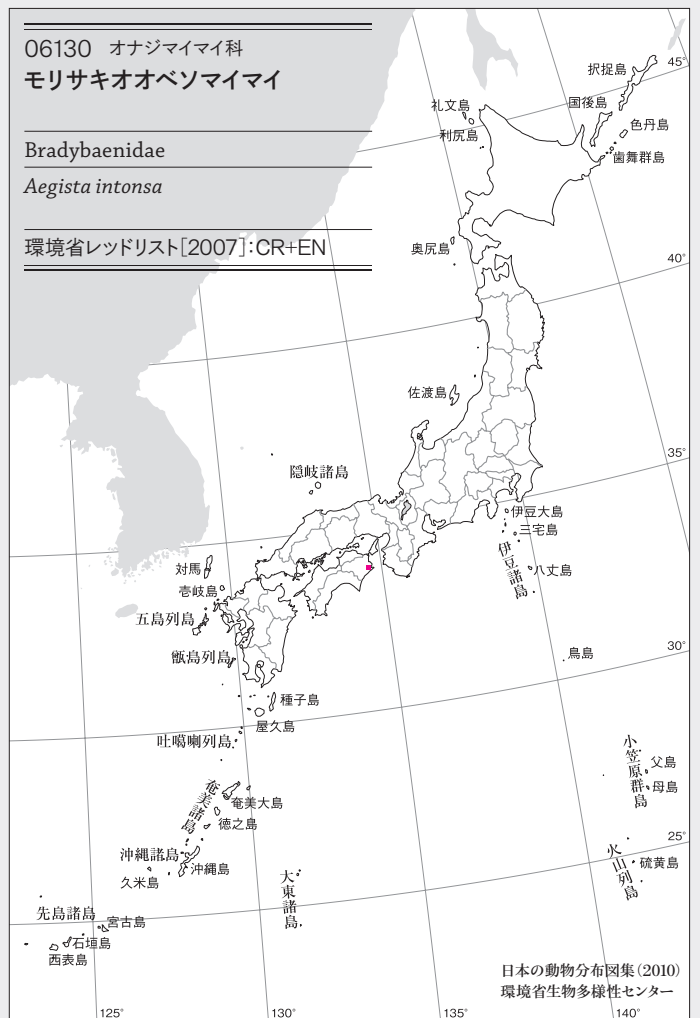 06130 オナジマイマイ科
モリサキオオベソマイマイ
Bradybaenidae
Aegista intonsa
環境省レッドリスト[2007]:CR+EN
択捉島
45°
礼文島
国後島
色丹島
利尻島
歯舞群島
奥尻島
40°
佐渡島
35°
隠岐諸島
伊豆大島
三宅島
伊豆諸島
八丈島
対馬
壱岐島
五島列島
甑島列島
鳥島
30°
種子島
屋久島
吐噶喇列島
小笠原群島
父島
母島
奄美諸島
奄美大島
徳之島
25°
沖縄諸島
沖縄島
久米島
火山列島
硫黄島
大東諸島
先島諸島
宮古島
石垣島
西表島
日本の動物分布図集(2010)
環境省生物多様性センター
125°
130°
135°
140°